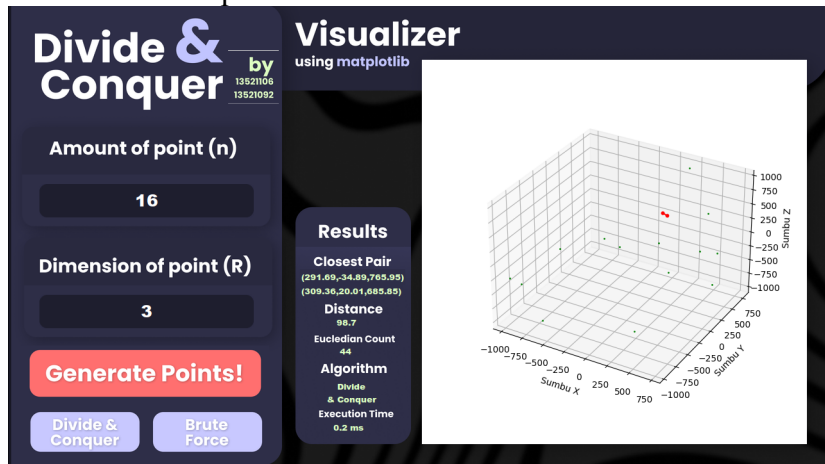 Divide &
Conquer
by
13521106
13521092
Amount of point (n)
16
Dimension of point (R)
3
Generate Points!
Divide &
Conquer
Brute
Force
Visualizer
using matplotlib
Results
Closest Pair
(291.69,-34.89,765.95)
(309.36,20.01,685.85)
Distance
98.7
Eucledian Count
44
Algorithm
Divide
& Conquer
Execution Time
0.2 ms
1000
750
500
250
0
−250
−500
−750
−1000
Sumbu Z
750
500
250
0
−250
−500
−750
−1000
Sumbu Y
−1000
−750
−500
−250
0
250
500
750
Sumbu X